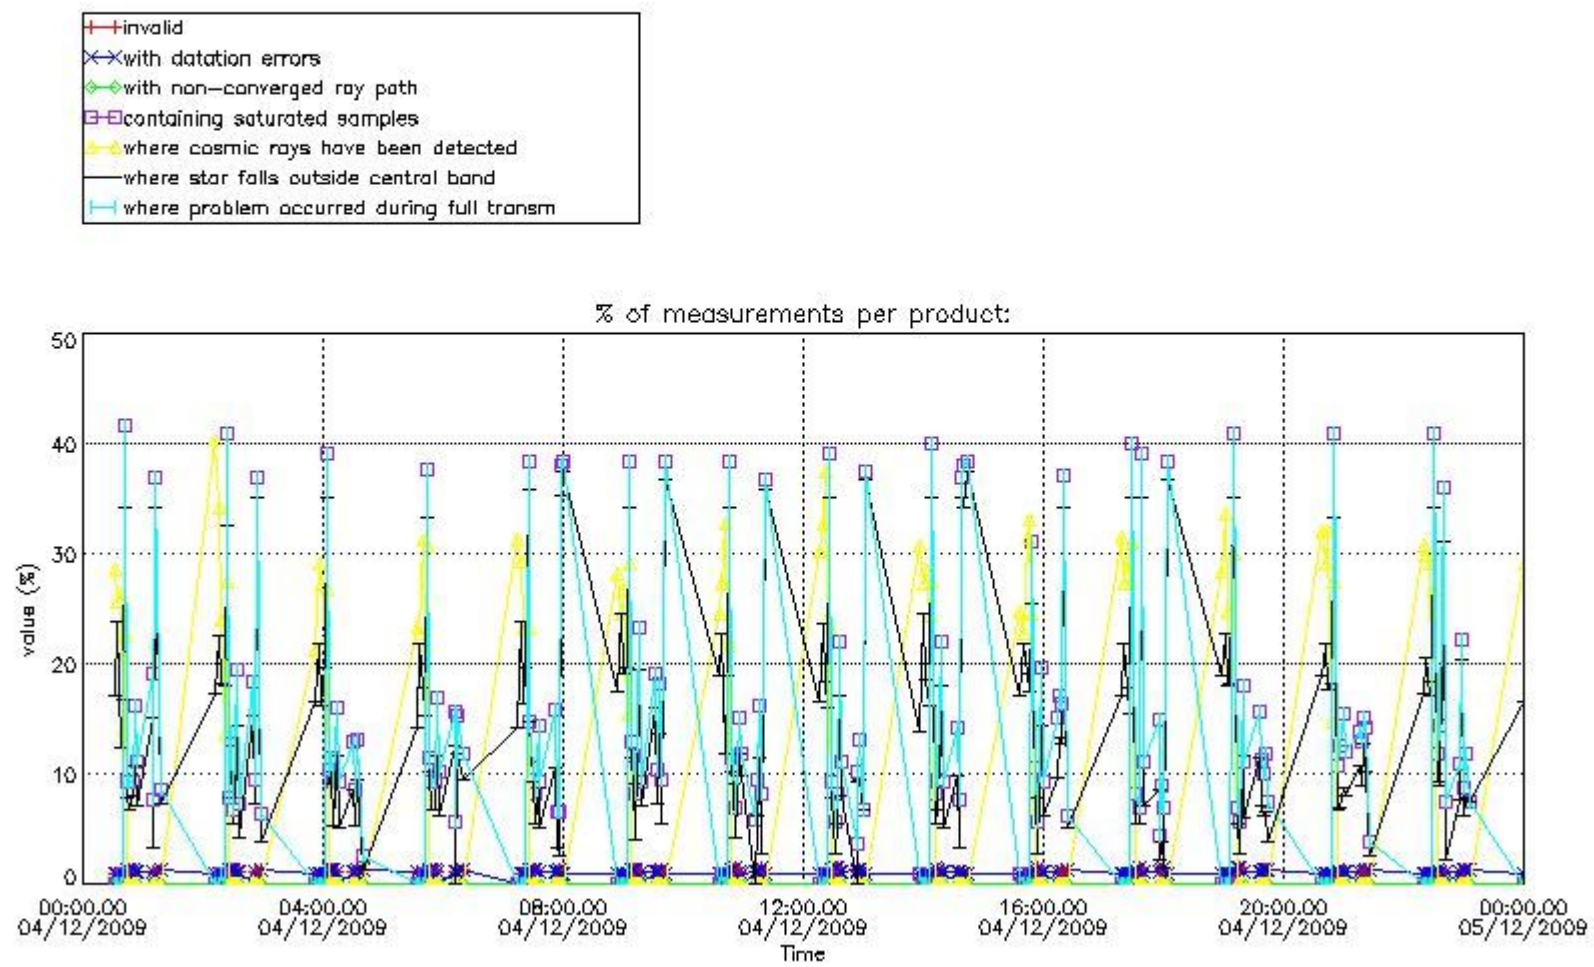 invalid
with datation errors
with non-converged ray path
containing saturated samples
where cosmic rays have been detected
where star falls outside central band
where problem occurred during full transm
% of measurements per product:
50
40
30
20
10
0
value (%)
00:00:00 04:00:00 08:00:00 12:00:00 16:00:00 20:00:00 00:00:00
04/12/2009 04/12/2009 04/12/2009 04/12/2009 04/12/2009 04/12/2009 05/12/2009
Time